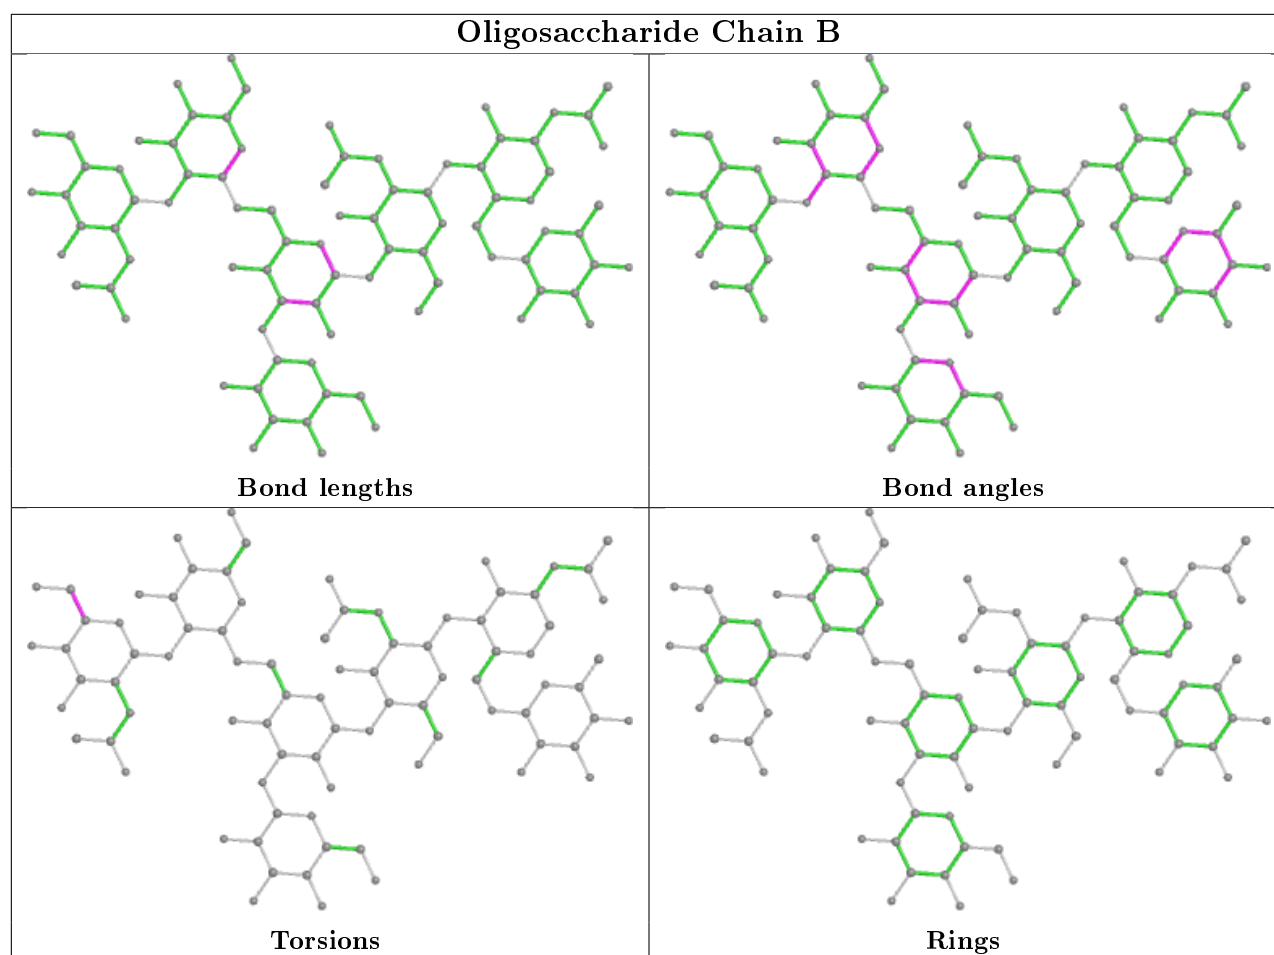 Oligosaccharide Chain B
Bond lengths
Bond angles
Torsions
Rings